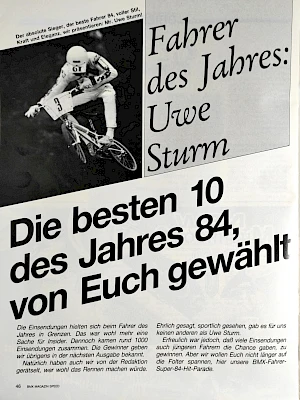 Der absolute Sieger, der beste Fahrer 84, voller Stil,
Kraft und Eleganz, wir präsentieren: Mr. Uwe Sturm!
Fahrer
des Jahres:
Uwe
Sturm
Die besten 10
des Jahres 84,
von Euch gewählt
Die Einsendungen hielten sich beim Fahrer des
Jahres in Grenzen. Das war wohl mehr eine
Sache für Insider. Dennoch kamen rund 1000
Einsendungen zusammen. Die Gewinner geben
wir übrigens in der nächsten Ausgabe bekannt.
Natürlich haben auch wir von der Redaktion
gerätselt, wer wohl das Rennen machen würde.
Ehrlich gesagt, sportlich gesehen, gab es für uns
keinen anderen als Uwe Sturm.
Erfreulich war jedoch, daß viele Einsendungen
auch jüngeren Fahrern die Chance gaben, zu
gewinnen. Aber wir wollen Euch nicht länger auf
die Folter spannen, hier unsere BMX-Fahrer-
Super-84-Hit-Parade.
46 BMX MAGAZIN SPEED